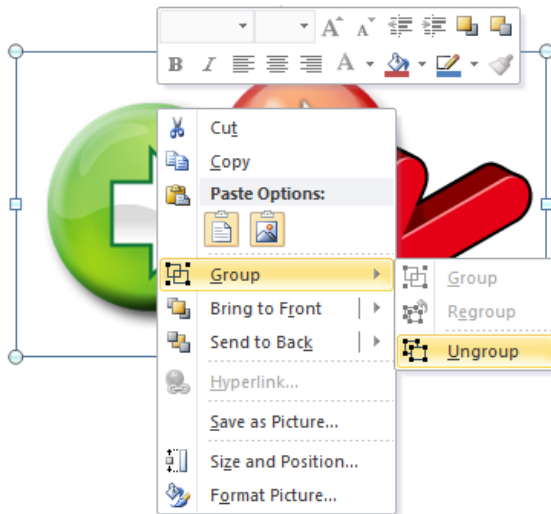 A A
B I A
Cut
Copy
Paste Options:
Group
Group
Bring to Front
Regroup
Send to Back
Ungroup
Hyperlink...
Save as Picture...
Size and Position...
Format Picture...